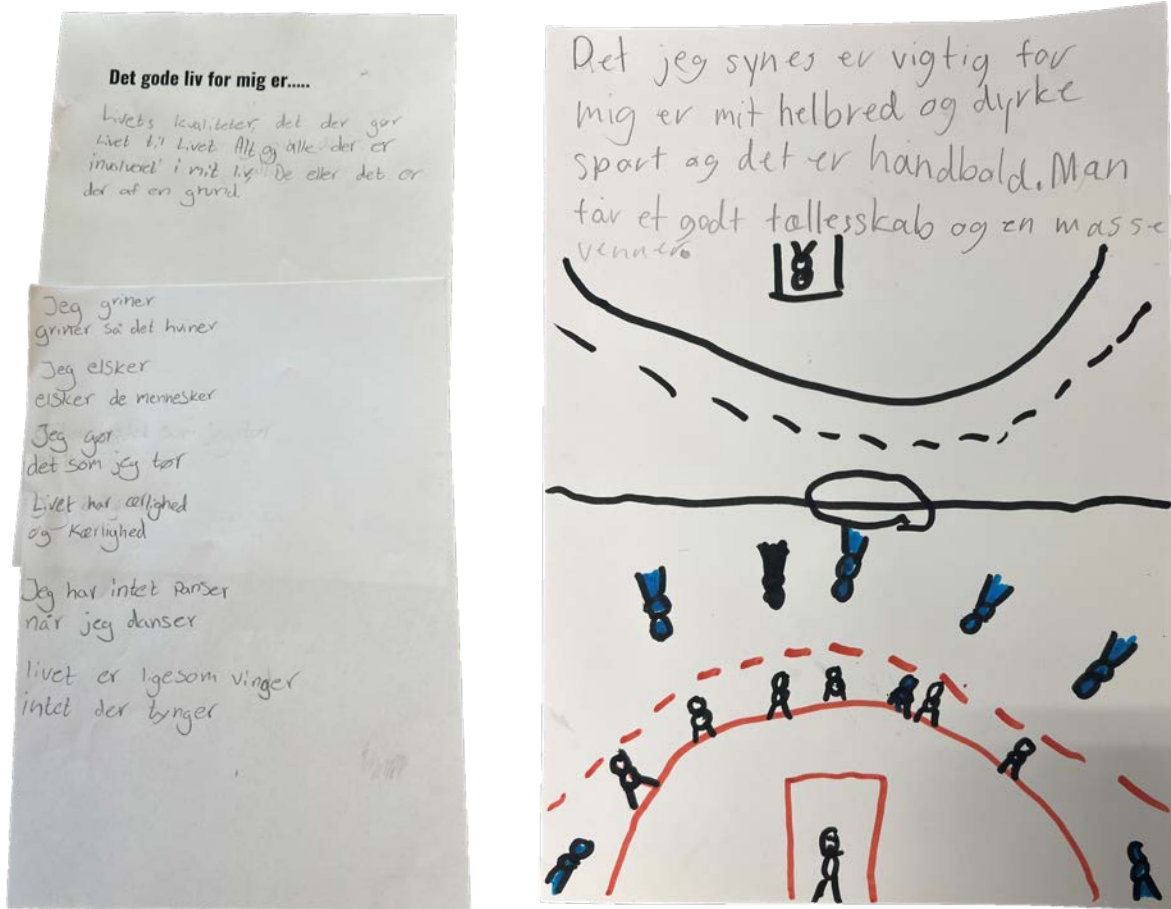 Det gode liv for mig er.....
Livets kvaliteter, det der gør
Livet til Livet. Alt og alle der er
involveret i mit liv. De eller det er
der af en grund.
Jeg griner
griner så det hviner
Jeg elsker
elsker de mennesker
Jeg gør
det som jeg tør
Livet har ærlighed
og Kærlighed
Jeg har intet Panser
når jeg danser
livet er ligesom vinger
intet der tynger
Det jeg synes er vigtig for
mig er mit helbred og dyrke
sport og det er håndbold. Man
får et godt fællesskab og en masse
venner.